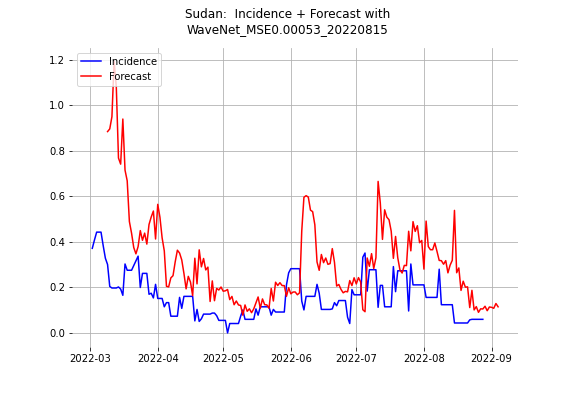 Sudan:  Incidence + Forecast with
WaveNet_MSE0.00053_20220815
Incidence
Forecast
1.2
1.0
0.8
0.6
0.4
0.2
0.0
2022-03 2022-04 2022-05 2022-06 2022-07 2022-08 2022-09